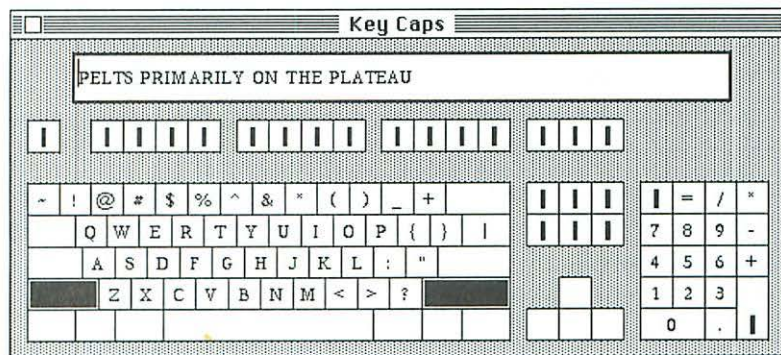 Key Caps
PELTS PRIMARILY ON THE PLATEAU
~ ! @ # $ % ^ & * ( ) _ + = / *
Q W E R T Y U I O P { } | 7 8 9 -
A S D F G H J K L : " 4 5 6 +
Z X C V B N M < > ? 1 2 3
0 .